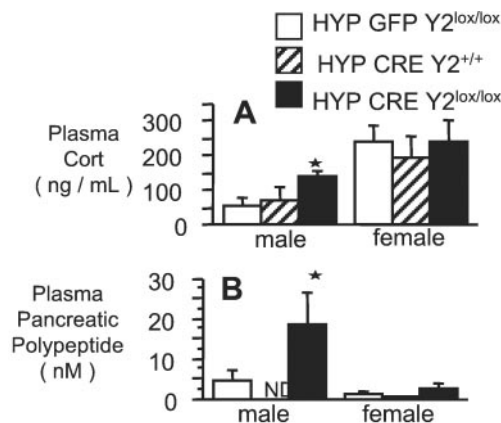 HYP GFP Y2lox/lox
HYP CRE Y2+/+
HYP CRE Y2lox/lox
A
Plasma
Cort
( ng / mL )
300
200
100
0
male female
B
Plasma
Pancreatic
Polypeptide
( nM )
30
20
10
0
ND
male female